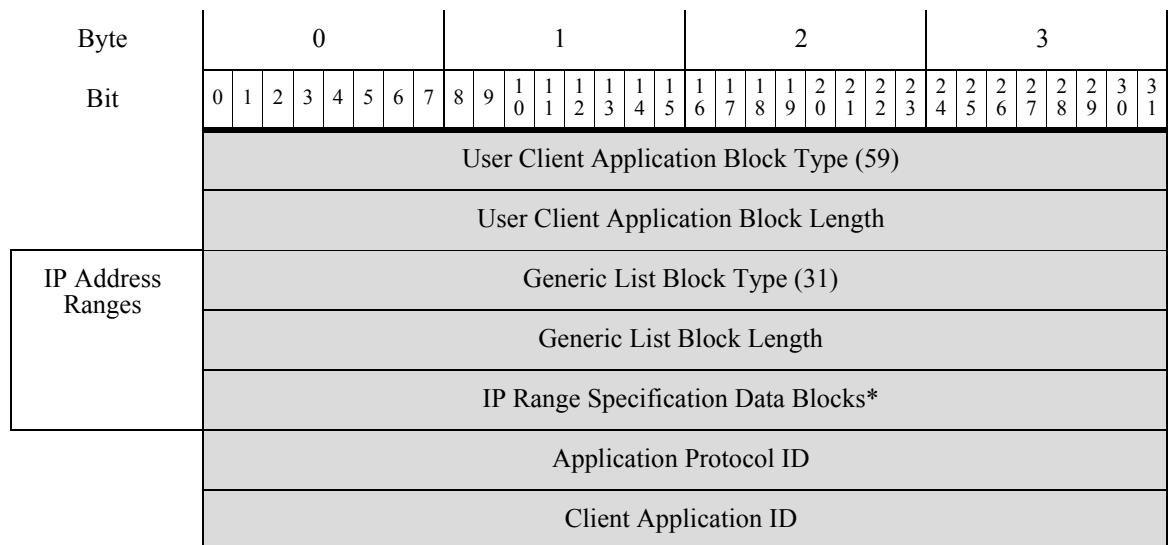 Byte 0 1 2 3
Bit 0 1 2 3 4 5 6 7 8 9 10 11 12 13 14 15 16 17 18 19 20 21 22 23 24 25 26 27 28 29 30 31
User Client Application Block Type (59)
User Client Application Block Length
IP Address
Ranges
Generic List Block Type (31)
Generic List Block Length
IP Range Specification Data Blocks*
Application Protocol ID
Client Application ID